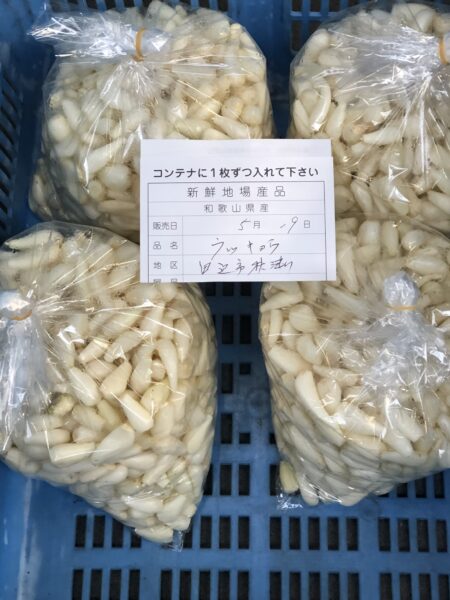 コンテナに1枚ずつ入れて下さい
新鮮地場産品
和歌山県産
販売日 5月 9日
品名 ラッキョウ
地区 田辺市秋津川